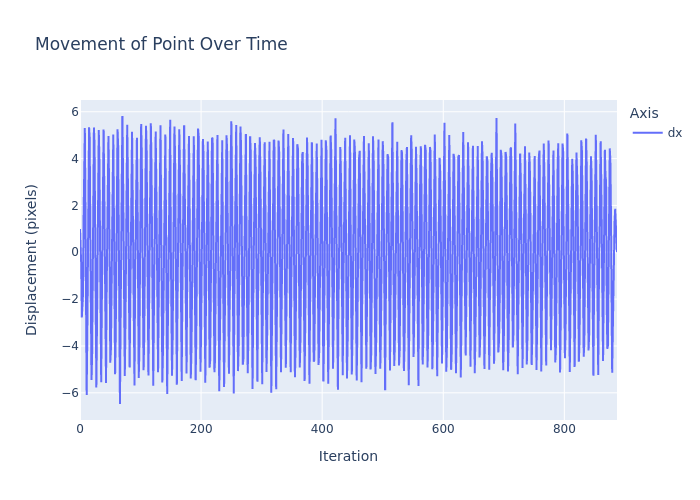 Movement of Point Over Time
Axis
dx
Displacement (pixels)
6
4
2
0
−2
−4
−6
0
200
400
600
800
Iteration